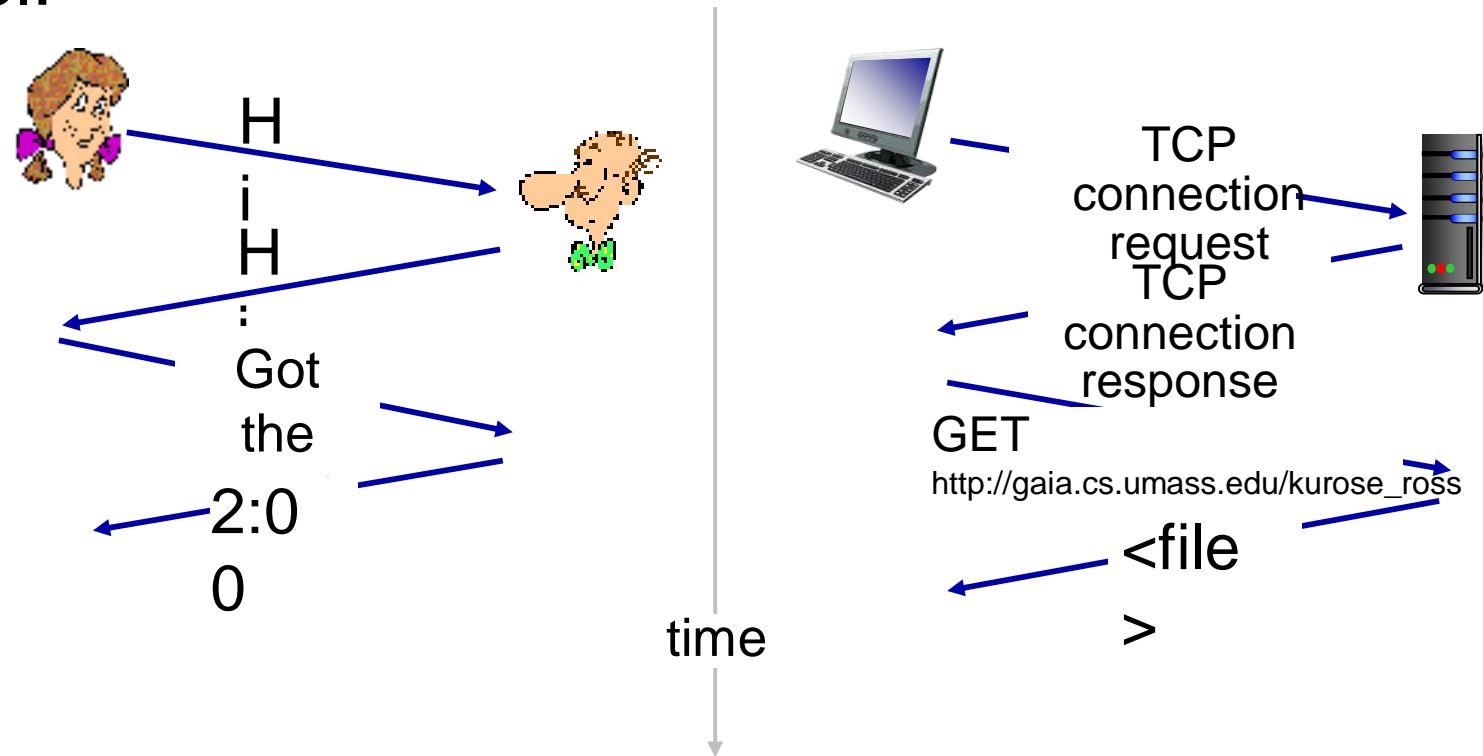 H
i
H
:
Got
the
2:0
0
time
TCP
connection
request
TCP
connection
response
GET
http://gaia.cs.umass.edu/kurose_ross
<file
>